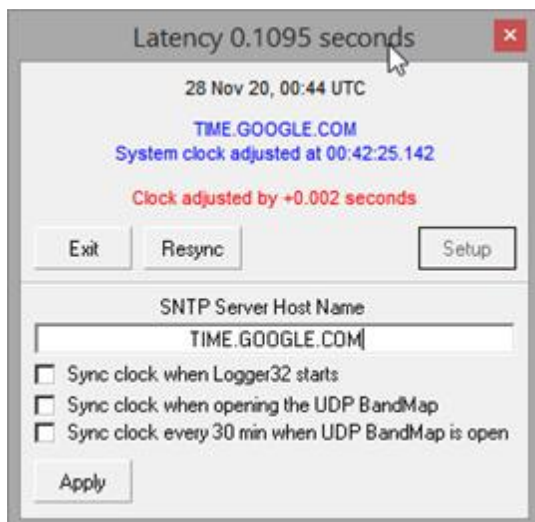 Latency 0.1095 seconds
28 Nov 20, 00:44 UTC
TIME.GOOGLE.COM
System clock adjusted at 00:42:25.142
Clock adjusted by +0.002 seconds
Exit Resync Setup
SNTP Server Host Name
TIME.GOOGLE.COM
Sync clock when Logger32 starts
Sync clock when opening the UDP BandMap
Sync clock every 30 min when UDP BandMap is open
Apply